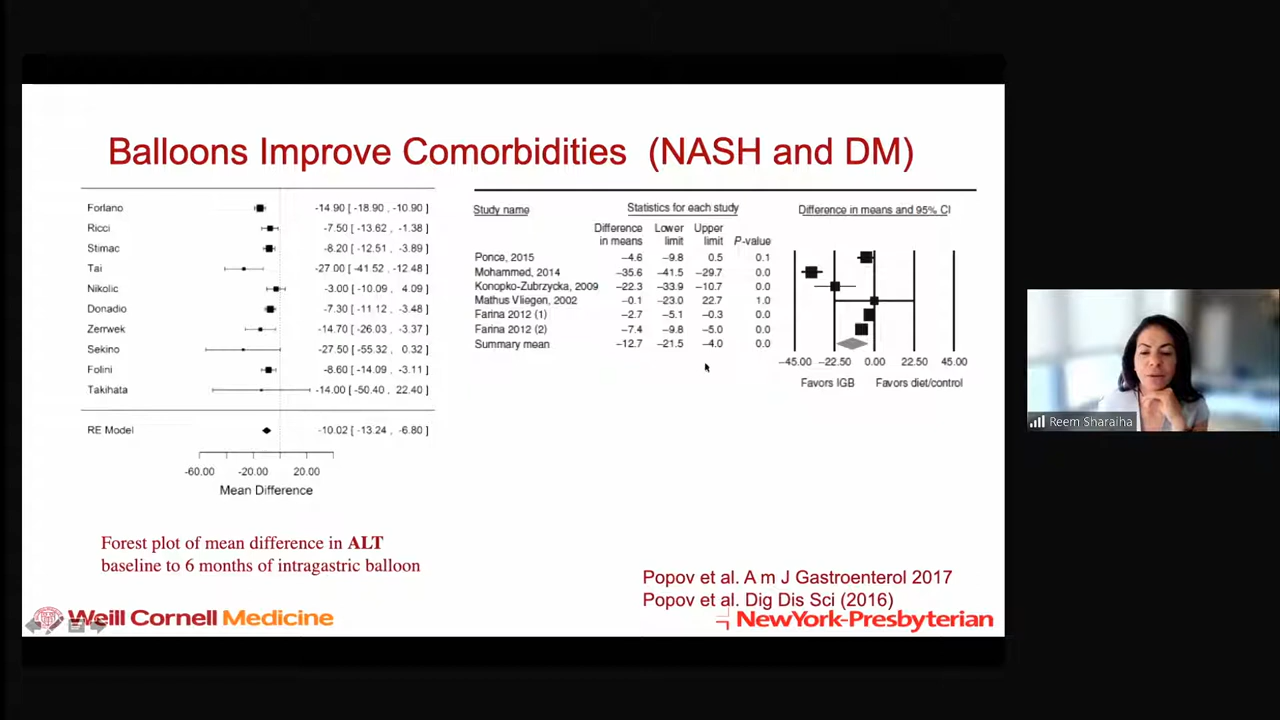 Balloons Improve Comorbidities (NASH and DM)
Forlano -14.90 [ -18.90 , -10.90 ]
Ricci -7.50 [ -13.62 , -1.38 ]
Stimac -8.20 [ -12.51 , -3.89 ]
Tai -27.00 [ -41.52 , -12.48 ]
Nikolic -3.00 [ -10.09 , 4.09 ]
Donadio -7.30 [ -11.12 , -3.48 ]
Zerrwek -14.70 [ -26.03 , -3.37 ]
Sekino -27.50 [ -55.32 , 0.32 ]
Folini -8.60 [ -14.09 , -3.11 ]
Takihata -14.00 [ -50.40 , 22.40 ]
RE Model -10.02 [ -13.24 , -6.80 ]
-60.00 -20.00 20.00
Mean Difference
Forest plot of mean difference in ALT
baseline to 6 months of intragastric balloon
Study name Statistics for each study Difference in means and 95% CI
Difference Lower Upper
in means limit limit P-value
Ponce, 2015 −4.6 −9.8 0.5 0.1
Mohammed, 2014 −35.6 −41.5 −29.7 0.0
Konopko-Zubrzycka, 2009 −22.3 −33.9 −10.7 0.0
Mathus Vliegen, 2002 −0.1 −23.0 22.7 1.0
Farina 2012 (1) −2.7 −5.1 −0.3 0.0
Farina 2012 (2) −7.4 −9.8 −5.0 0.0
Summary mean −12.7 −21.5 −4.0 0.0
−45.00 −22.50 0.00 22.50 45.00
Favors IGB Favors diet/control
Popov et al. A m J Gastroenterol 2017
Popov et al. Dig Dis Sci (2016)
Weill Cornell Medicine
NewYork-Presbyterian
Reem Sharaiha